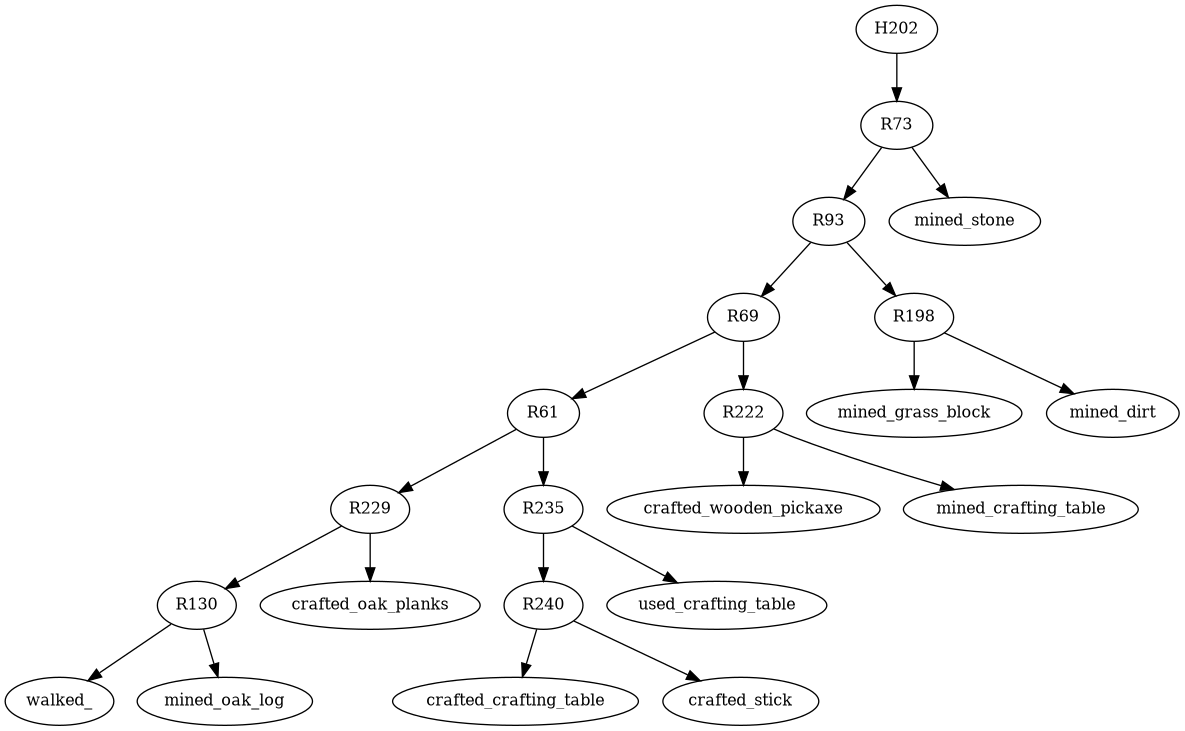 H202
R73
R93
mined_stone
R69
R198
R61
R222
mined_grass_block
mined_dirt
R229
R235
crafted_wooden_pickaxe
mined_crafting_table
R130
crafted_oak_planks
R240
used_crafting_table
walked_
mined_oak_log
crafted_crafting_table
crafted_stick